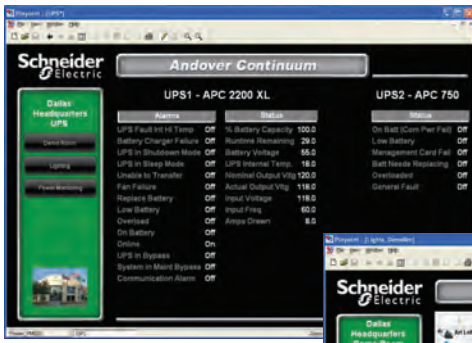 Pinpoint - [UPS*]
Schneider
Electric
Andover Continuum
Dallas
Headquarters
UPS
Demo Room
Lighting
Power Monitoring
UPS1 - APC 2200 XL
Alarms
UPS Fault Int Hi Temp Off
Battery Charger Failure Off
UPS in Shutdown Mode Off
UPS in Sleep Mode Off
Unable to Transfer Off
Fan Failure Off
Replace Battery Off
Low Battery Off
Overload Off
On Battery Off
Online On
UPS in Bypass Off
System in Maint Bypass Off
Communication Alarm Off
Status
% Battery Capacity 100.0
Runtime Remaining 29.0
Battery Voltage 55.0
UPS Internal Temp. 18.0
Nominal Output Vltg 120.0
Actual Output Vltg 118.0
Input Voltage 118.0
Input Freq 60.0
Amps Drawn 8.0
UPS2 - APC 750
Status
On Batt (Com Pwr Fail) Off
Low Battery Off
Management Card Fail Off
Batt Needs Replacing Off
Overloaded Off
General Fault Off
Schneider
Electric
Dallas
Headquarters